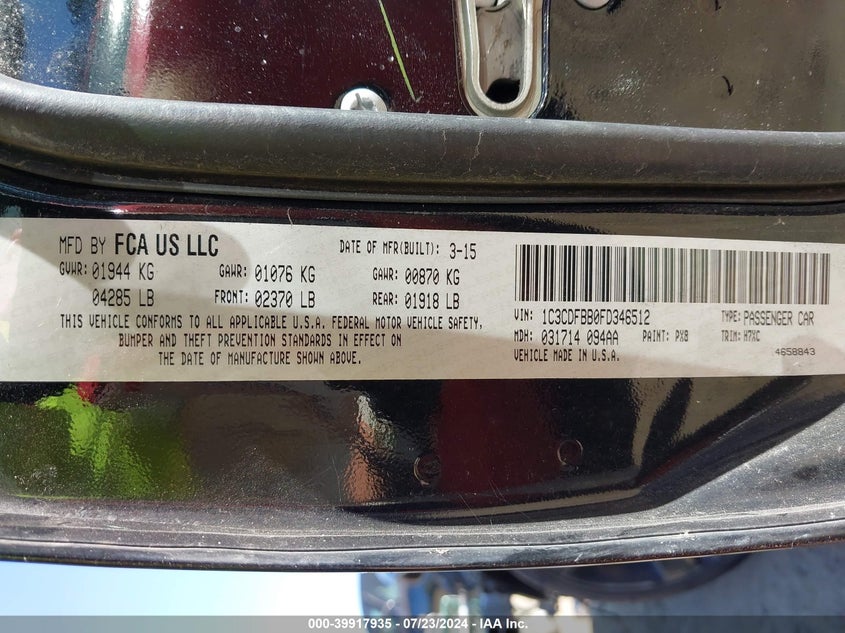 MFD BY FCA US LLC DATE OF MFR(BUILT): 3-15
GVWR: 01944 KG GAWR: 01076 KG GAWR: 00870 KG
04285 LB FRONT: 02370 LB REAR: 01918 LB
THIS VEHICLE CONFORMS TO ALL APPLICABLE U.S.A. FEDERAL MOTOR VEHICLE SAFETY,
BUMPER AND THEFT PREVENTION STANDARDS IN EFFECT ON
THE DATE OF MANUFACTURE SHOWN ABOVE.
VIN: 1C3CDFBB0FD346512 TYPE: PASSENGER CAR
MDH: 031714 094AA PAINT: PX8 TRIM: H7XC
VEHICLE MADE IN U.S.A. 4658843
000-39917935 - 07/23/2024 - IAA Inc.